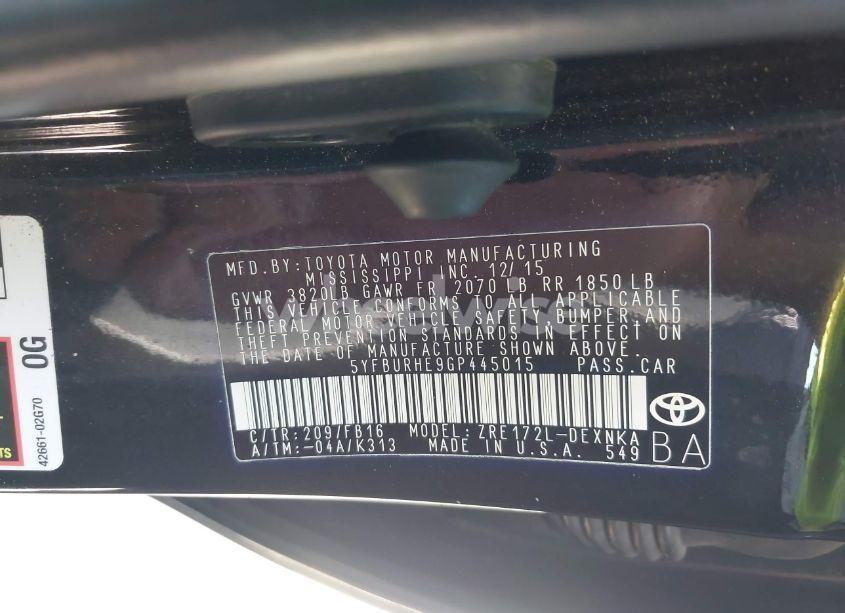 MFD. BY: TOYOTA MOTOR MANUFACTURING
MISSISSIPPI, INC. 12/15
GVWR 3820LB GAWR FR 2070 LB RR 1850 LB
THIS VEHICLE CONFORMS TO ALL APPLICABLE
FEDERAL MOTOR VEHICLE SAFETY, BUMPER, AND
THEFT PREVENTION STANDARDS IN EFFECT ON
THE DATE OF MANUFACTURE SHOWN ABOVE.
5YFBURHE9GP445015 PASS.CAR
C/TR: 209/FB16 MODEL: ZRE172L-DEXNKA
A/TM:-04A/K313 MADE IN U.S.A. 549
BA
OG
42661-02G70